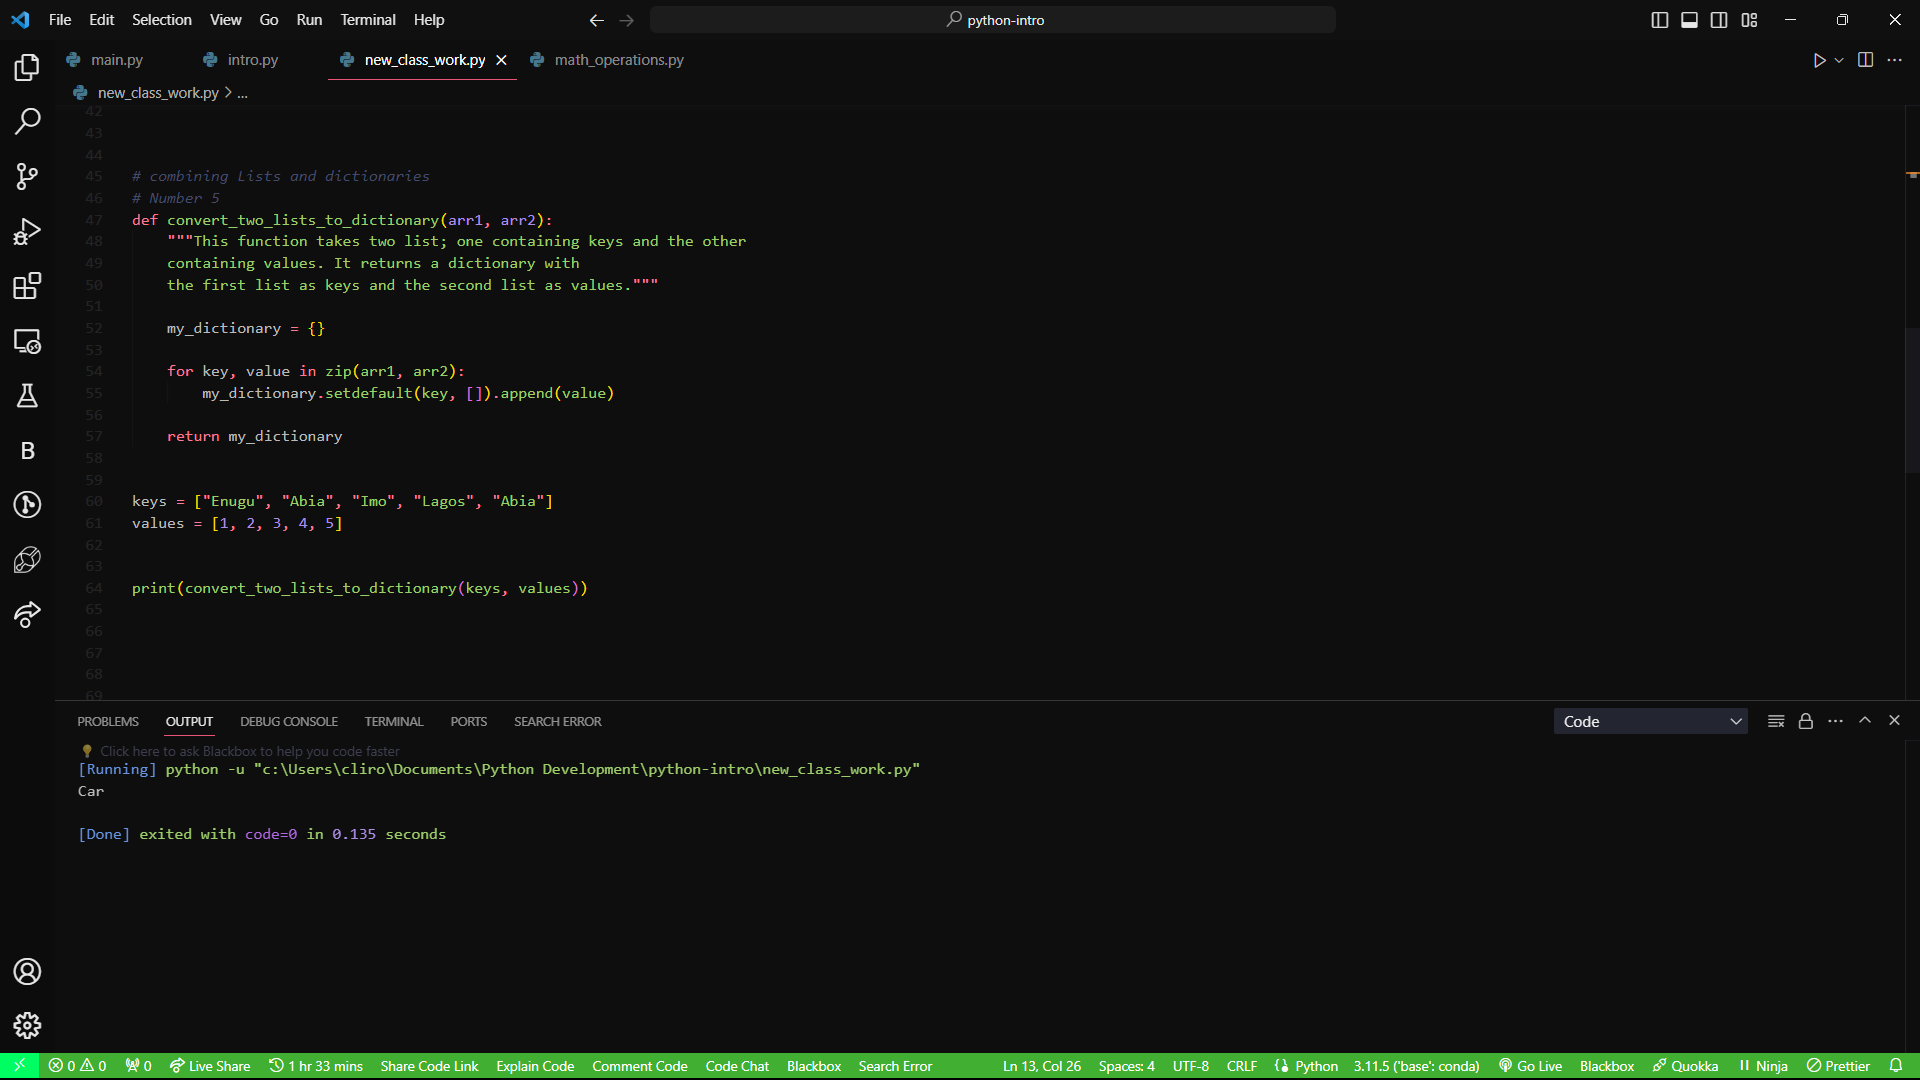 File Edit Selection View Go Run Terminal Help
python-intro
main.py intro.py new_class_work.py math_operations.py
new_class_work.py > ...
42
43
44
45 # combining Lists and dictionaries
46 # Number 5
47 def convert_two_lists_to_dictionary(arr1, arr2):
48 """This function takes two list; one containing keys and the other
49 containing values. It returns a dictionary with
50 the first list as keys and the second list as values."""
51
52 my_dictionary = {}
53
54 for key, value in zip(arr1, arr2):
55 my_dictionary.setdefault(key, []).append(value)
56
57 return my_dictionary
58
59
60 keys = ["Enugu", "Abia", "Imo", "Lagos", "Abia"]
61 values = [1, 2, 3, 4, 5]
62
63
64 print(convert_two_lists_to_dictionary(keys, values))
65
66
67
68
69
B
PROBLEMS OUTPUT DEBUG CONSOLE TERMINAL PORTS SEARCH ERROR Code
Click here to ask Blackbox to help you code faster
[Running] python -u "c:\Users\cliro\Documents\Python Development\python-intro\new_class_work.py"
Car
[Done] exited with code=0 in 0.135 seconds
0 0 0 Live Share 1 hr 33 mins Share Code Link Explain Code Comment Code Code Chat Blackbox Search Error Ln 13, Col 26 Spaces: 4 UTF-8 CRLF Python 3.11.5 ('base': conda) Go Live Blackbox Quokka Ninja Prettier